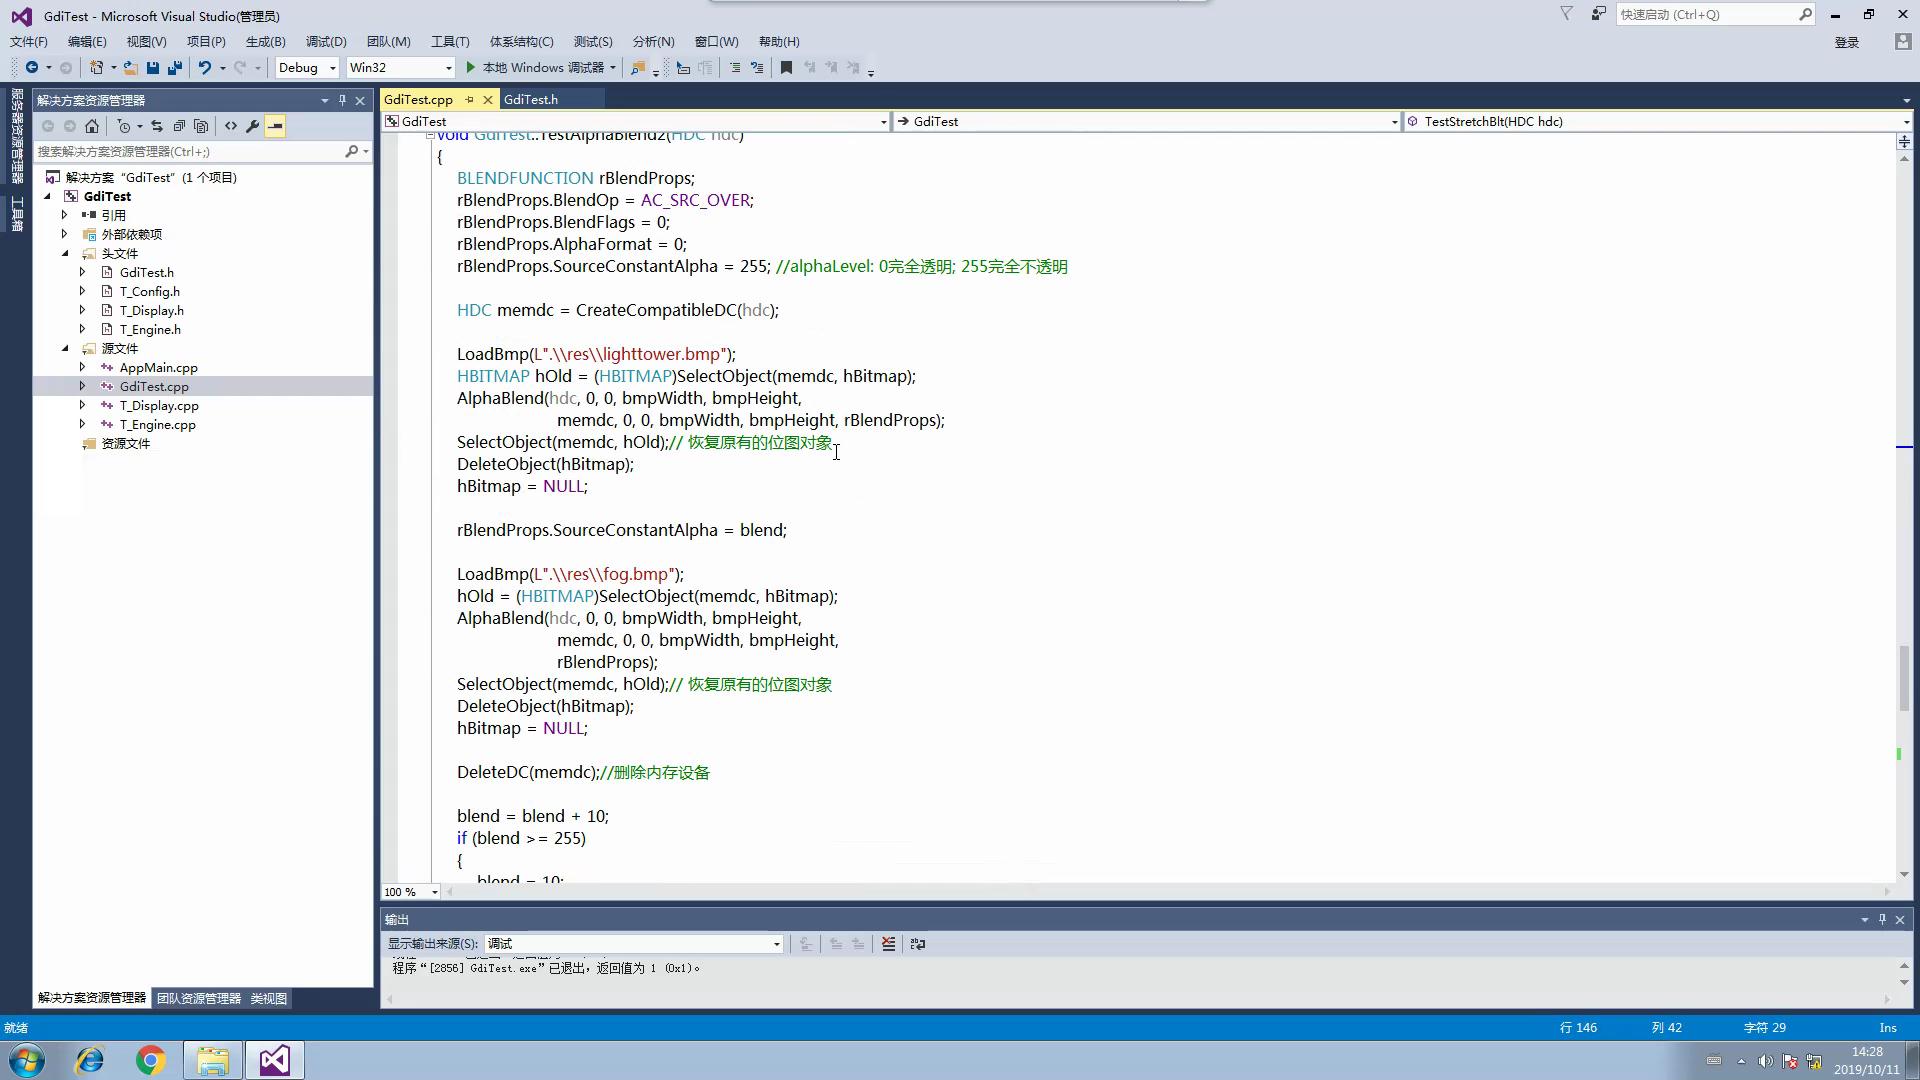 GdiTest - Microsoft Visual Studio(管理员)
快速启动 (Ctrl+Q)
文件(F) 编辑(E) 视图(V) 项目(P) 生成(B) 调试(D) 团队(M) 工具(T) 体系结构(C) 测试(S) 分析(N) 窗口(W) 帮助(H)
登录
Debug Win32 本地 Windows 调试器
服务器资源管理器
工具箱
解决方案资源管理器
搜索解决方案资源管理器(Ctrl+;)
解决方案 "GdiTest" (1 个项目)
GdiTest
引用
外部依赖项
头文件
GdiTest.h
T_Config.h
T_Display.h
T_Engine.h
源文件
AppMain.cpp
GdiTest.cpp
T_Display.cpp
T_Engine.cpp
资源文件
解决方案资源管理器 团队资源管理器 类视图
GdiTest.cpp GdiTest.h
GdiTest GdiTest TestStretchBlt(HDC hdc)
void GdiTest::TestAlphaBlend2(HDC hdc)
{
BLENDFUNCTION rBlendProps;
rBlendProps.BlendOp = AC_SRC_OVER;
rBlendProps.BlendFlags = 0;
rBlendProps.AlphaFormat = 0;
rBlendProps.SourceConstantAlpha = 255; //alphaLevel: 0完全透明; 255完全不透明
HDC memdc = CreateCompatibleDC(hdc);
LoadBmp(L".\\res\\lighttower.bmp");
HBITMAP hOld = (HBITMAP)SelectObject(memdc, hBitmap);
AlphaBlend(hdc, 0, 0, bmpWidth, bmpHeight,
memdc, 0, 0, bmpWidth, bmpHeight, rBlendProps);
SelectObject(memdc, hOld);// 恢复原有的位图对象
DeleteObject(hBitmap);
hBitmap = NULL;
rBlendProps.SourceConstantAlpha = blend;
LoadBmp(L".\\res\\fog.bmp");
hOld = (HBITMAP)SelectObject(memdc, hBitmap);
AlphaBlend(hdc, 0, 0, bmpWidth, bmpHeight,
memdc, 0, 0, bmpWidth, bmpHeight,
rBlendProps);
SelectObject(memdc, hOld);// 恢复原有的位图对象
DeleteObject(hBitmap);
hBitmap = NULL;
DeleteDC(memdc);//删除内存设备
blend = blend + 10;
if (blend >= 255)
{
blend = 10;
100 %
输出
显示输出来源(S): 调试
程序"[2856] GdiTest.exe"已退出，返回值为 1 (0x1)。
就绪 行 146 列 42 字符 29 Ins
14:28
2019/10/11